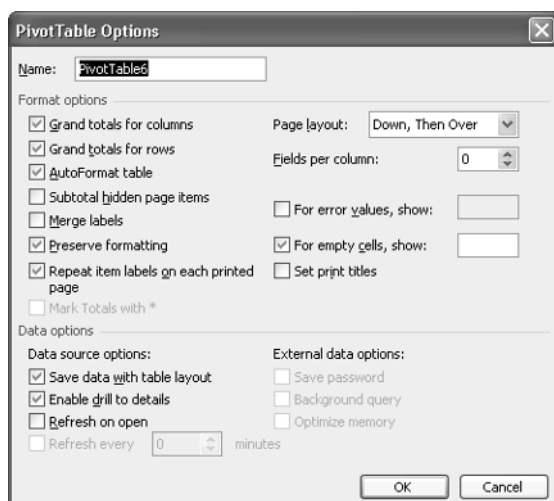 PivotTable Options
Name: PivotTable6
Format options
Grand totals for columns
Grand totals for rows
AutoFormat table
Subtotal hidden page items
Merge labels
Preserve formatting
Repeat item labels on each printed
page
Mark Totals with *
Page layout: Down, Then Over
Fields per column: 0
For error values, show:
For empty cells, show:
Set print titles
Data options
Data source options:
Save data with table layout
Enable drill to details
Refresh on open
Refresh every 0 minutes
External data options:
Save password
Background query
Optimize memory
OK
Cancel